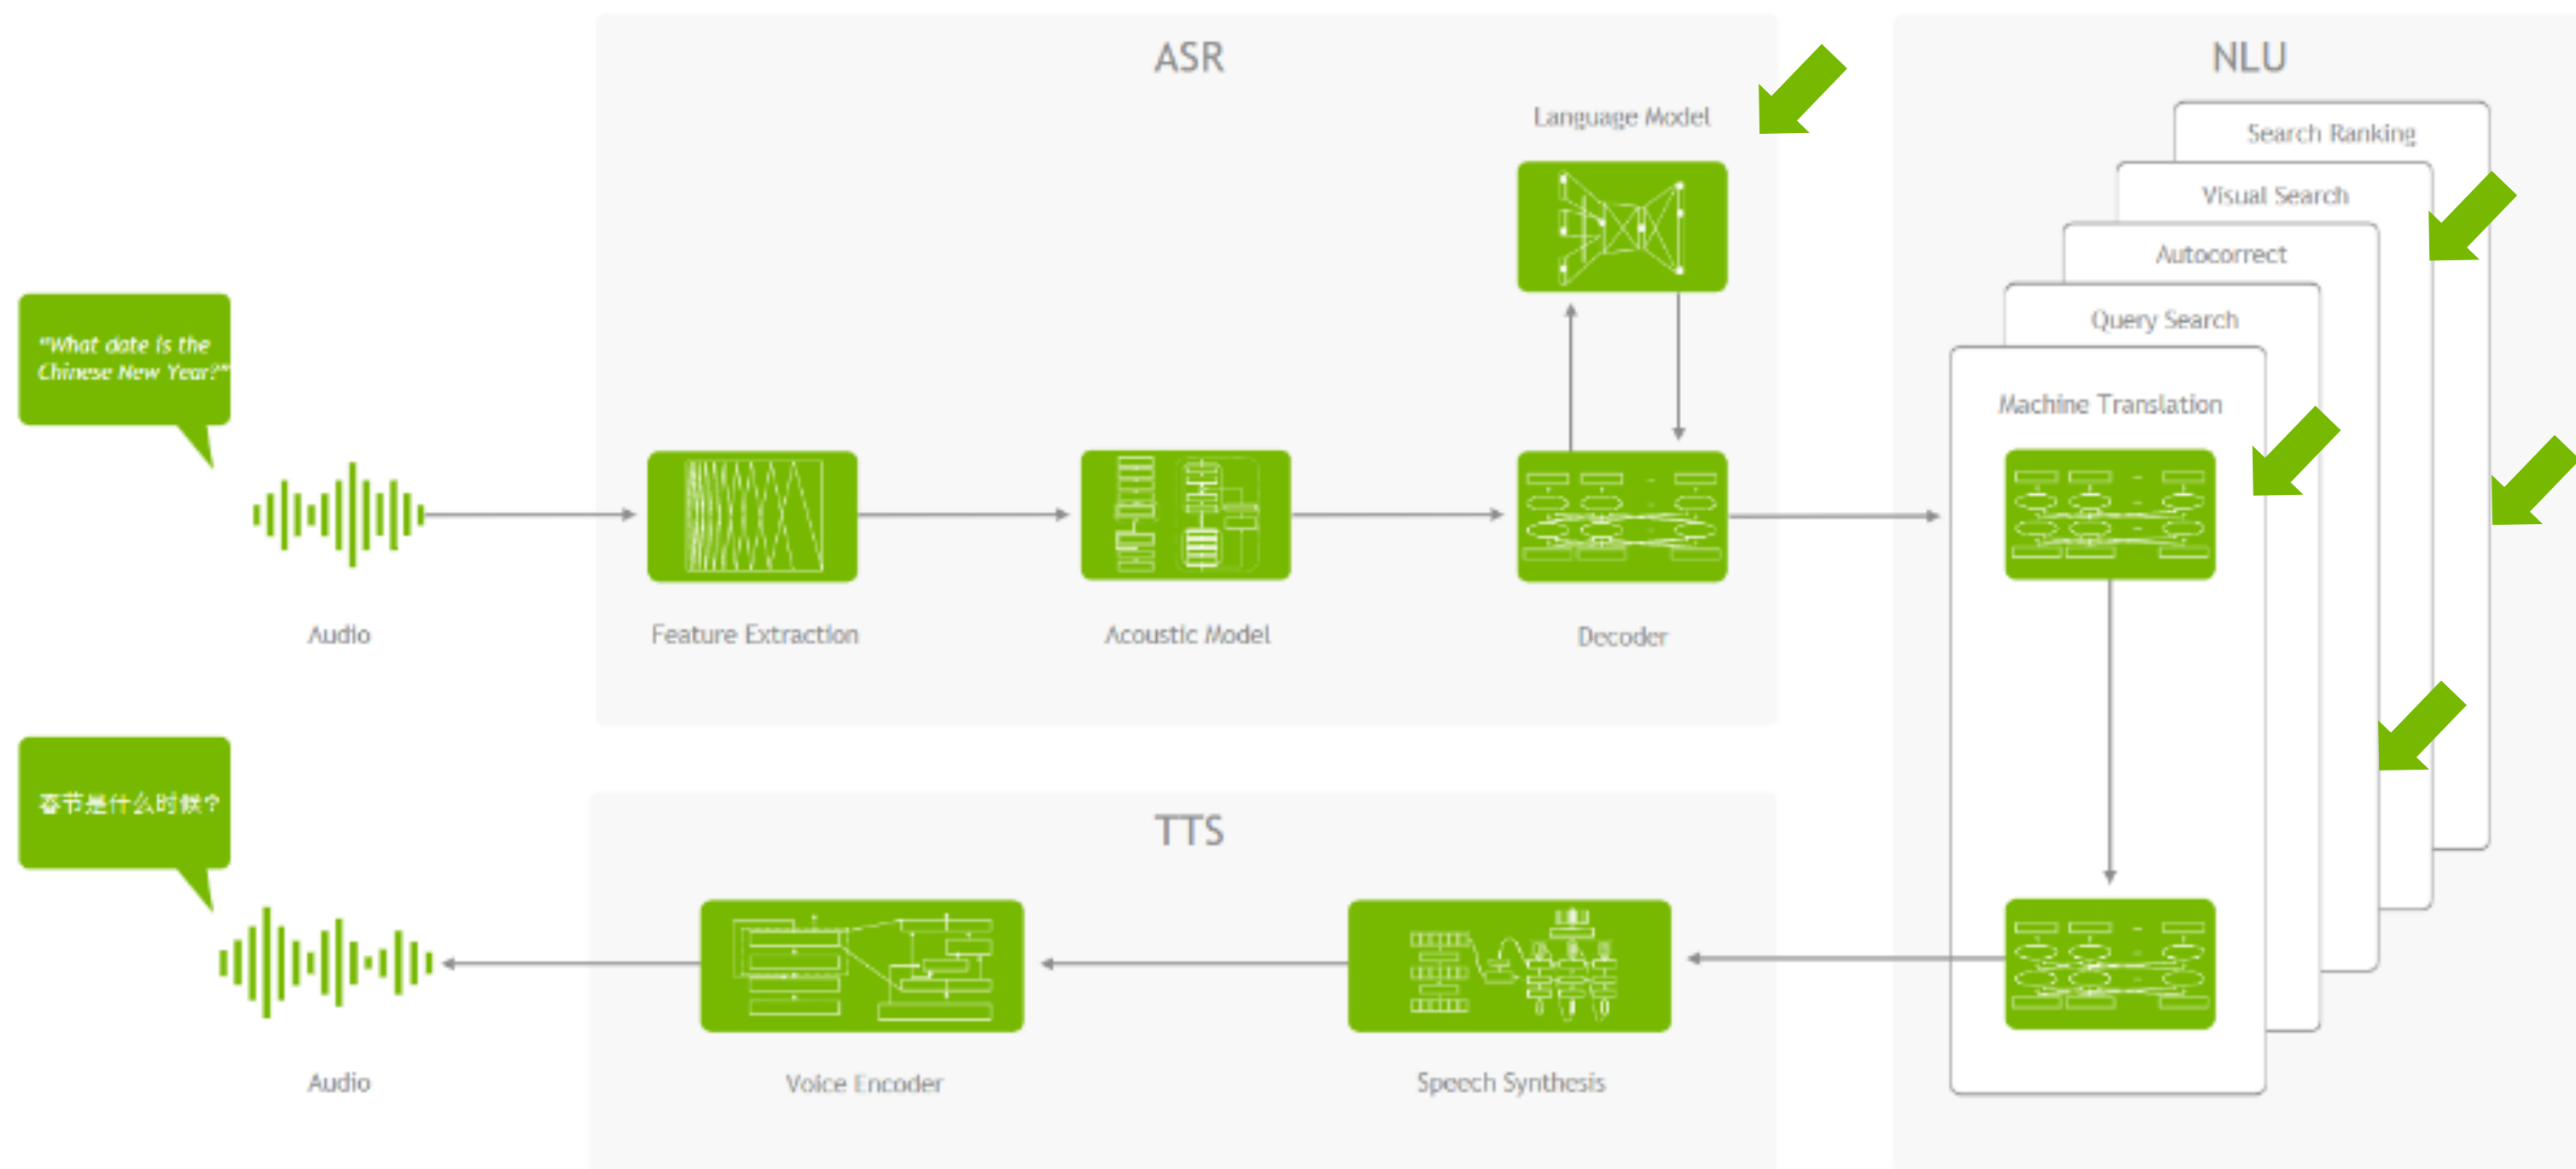 ASR
NLU
Language Model
Search Ranking
Visual Search
Autocorrect
Query Search
Machine Translation
"What date is the
Chinese New Year?"
Audio
Feature Extraction
Acoustic Model
Decoder
TTS
春节是什么时候?
Audio
Voice Encoder
Speech Synthesis